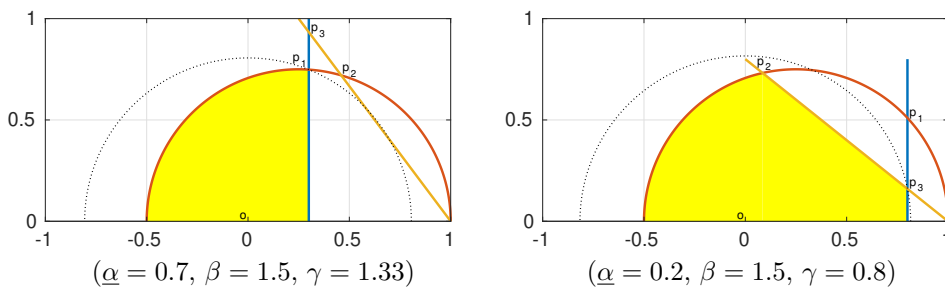 1
p3
p1
p2
0.5
0
o
-1
-0.5
0
0.5
1
(α = 0.7, β = 1.5, γ = 1.33)
1
p2
p1
0.5
p3
0
o
-1
-0.5
0
0.5
1
(α = 0.2, β = 1.5, γ = 0.8)